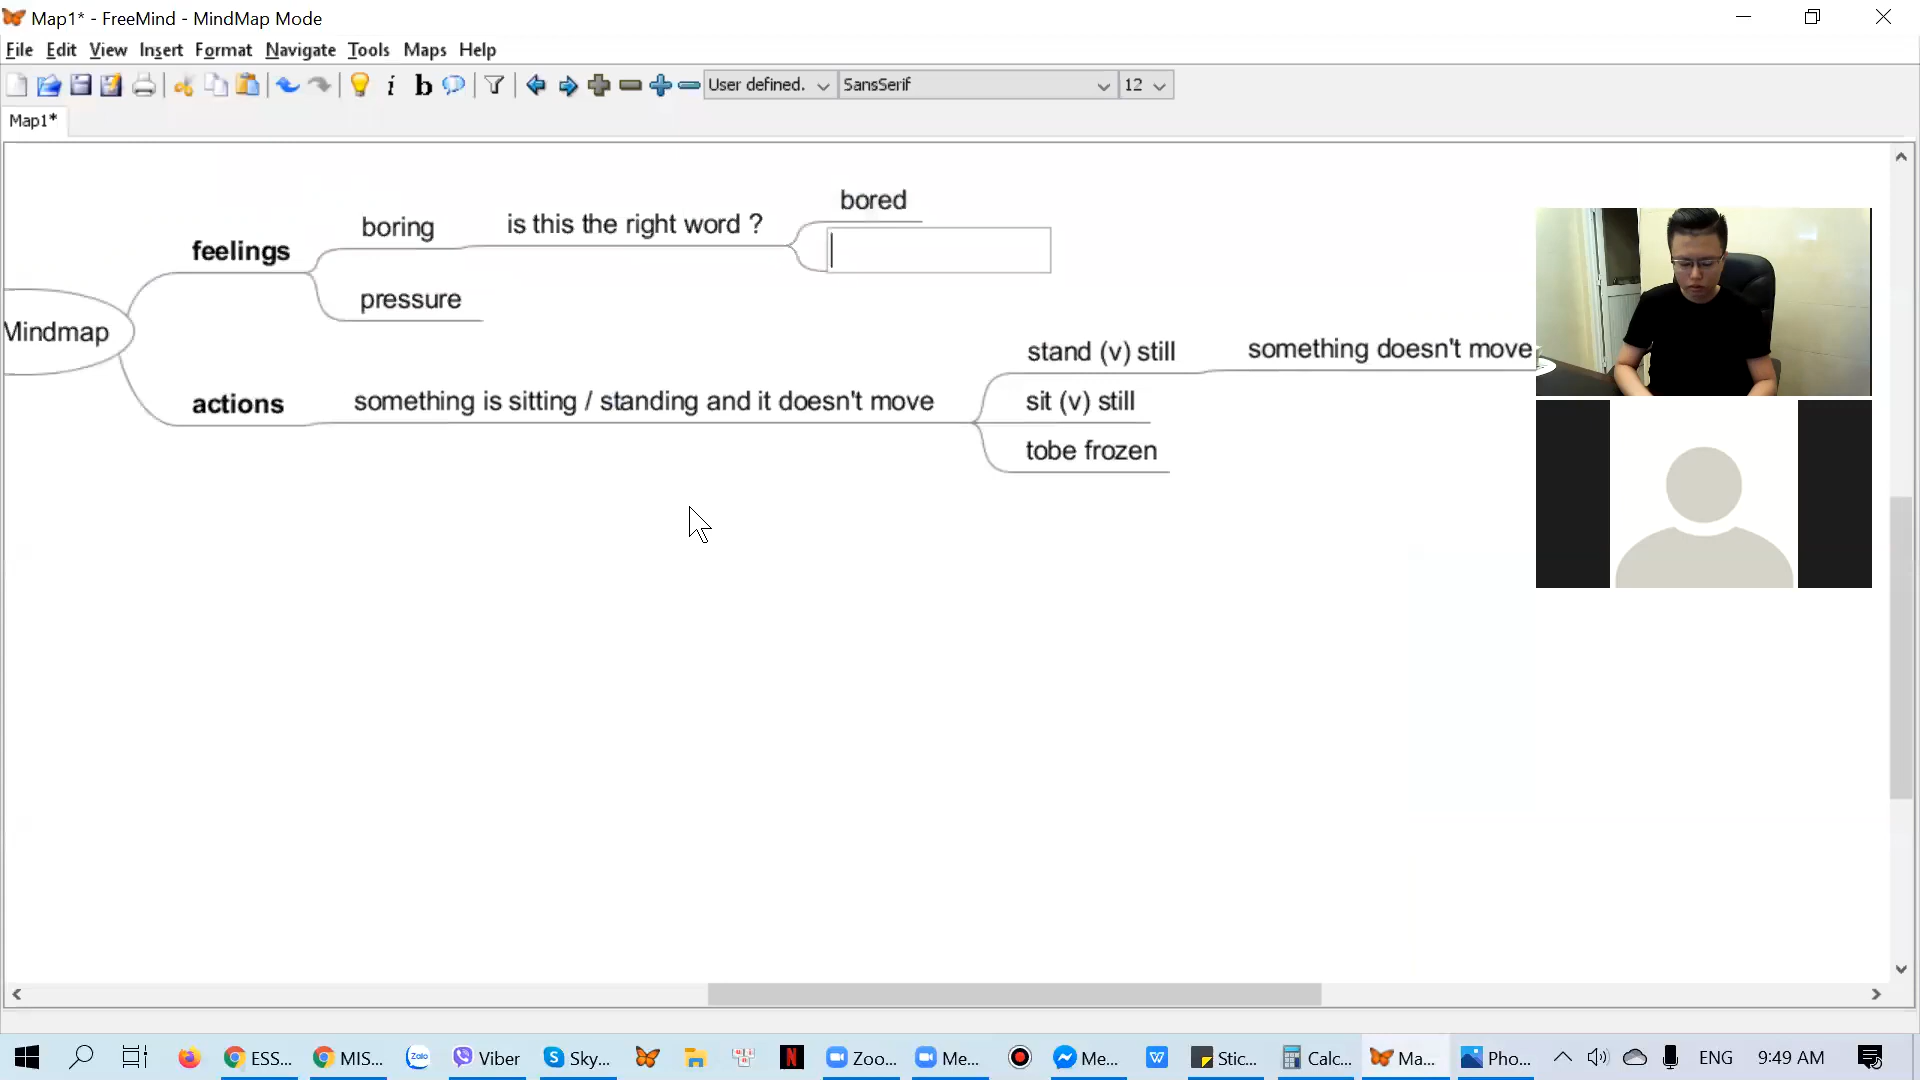 Map1* - FreeMind - MindMap Mode
File Edit View Insert Format Navigate Tools Maps Help
i b User defined. SansSerif 12
Map1*
bored
boring is this the right word ?
feelings
pressure
Mindmap
stand (v) still something doesn't move
actions something is sitting / standing and it doesn't move sit (v) still
tobe frozen
ESS... MIS... Zalo Viber Sky... N Zoo... Me... Me... W Stic... Calc... Ma... Pho... ENG 9:49 AM